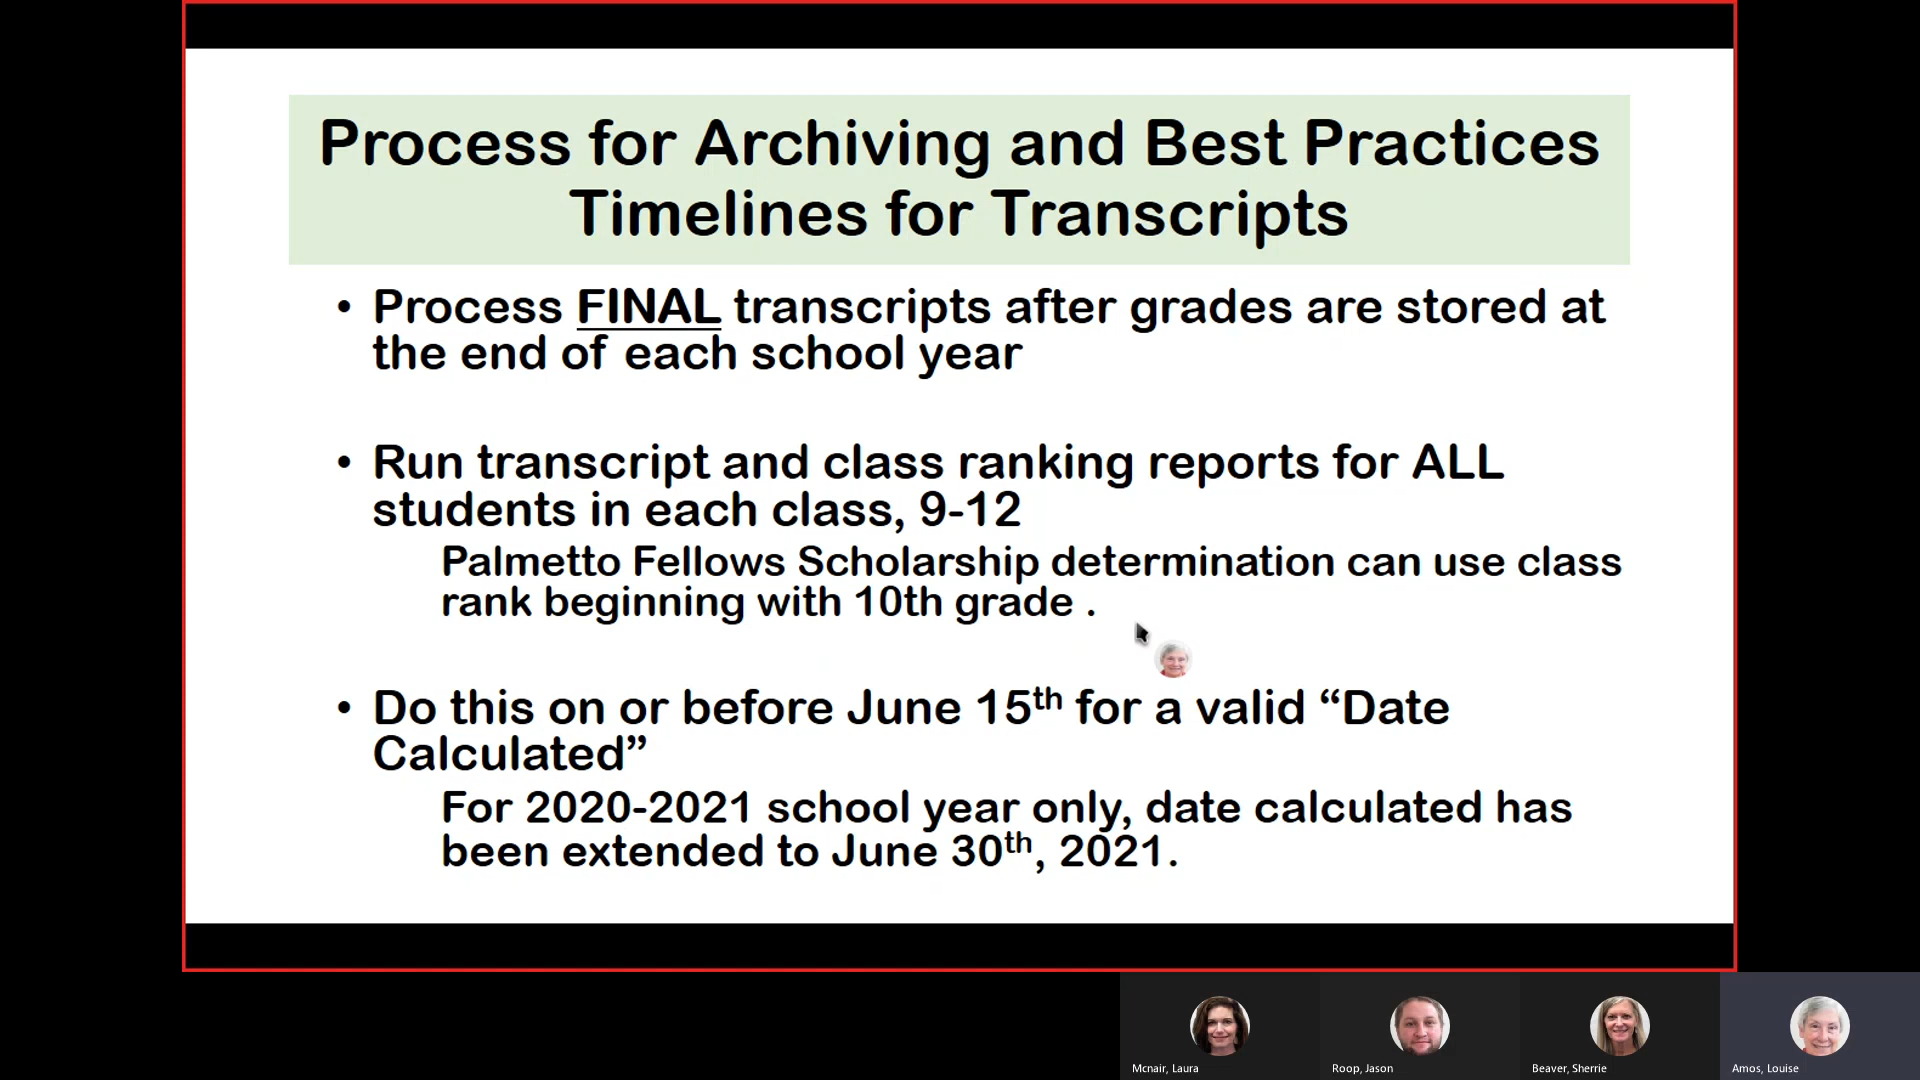 Process for Archiving and Best Practices
Timelines for Transcripts
• Process FINAL transcripts after grades are stored at
the end of each school year
• Run transcript and class ranking reports for ALL
students in each class, 9-12
Palmetto Fellows Scholarship determination can use class
rank beginning with 10th grade .
• Do this on or before June 15th for a valid “Date
Calculated”
For 2020-2021 school year only, date calculated has
been extended to June 30th, 2021.
Mcnair, Laura
Roop, Jason
Beaver, Sherrie
Amos, Louise